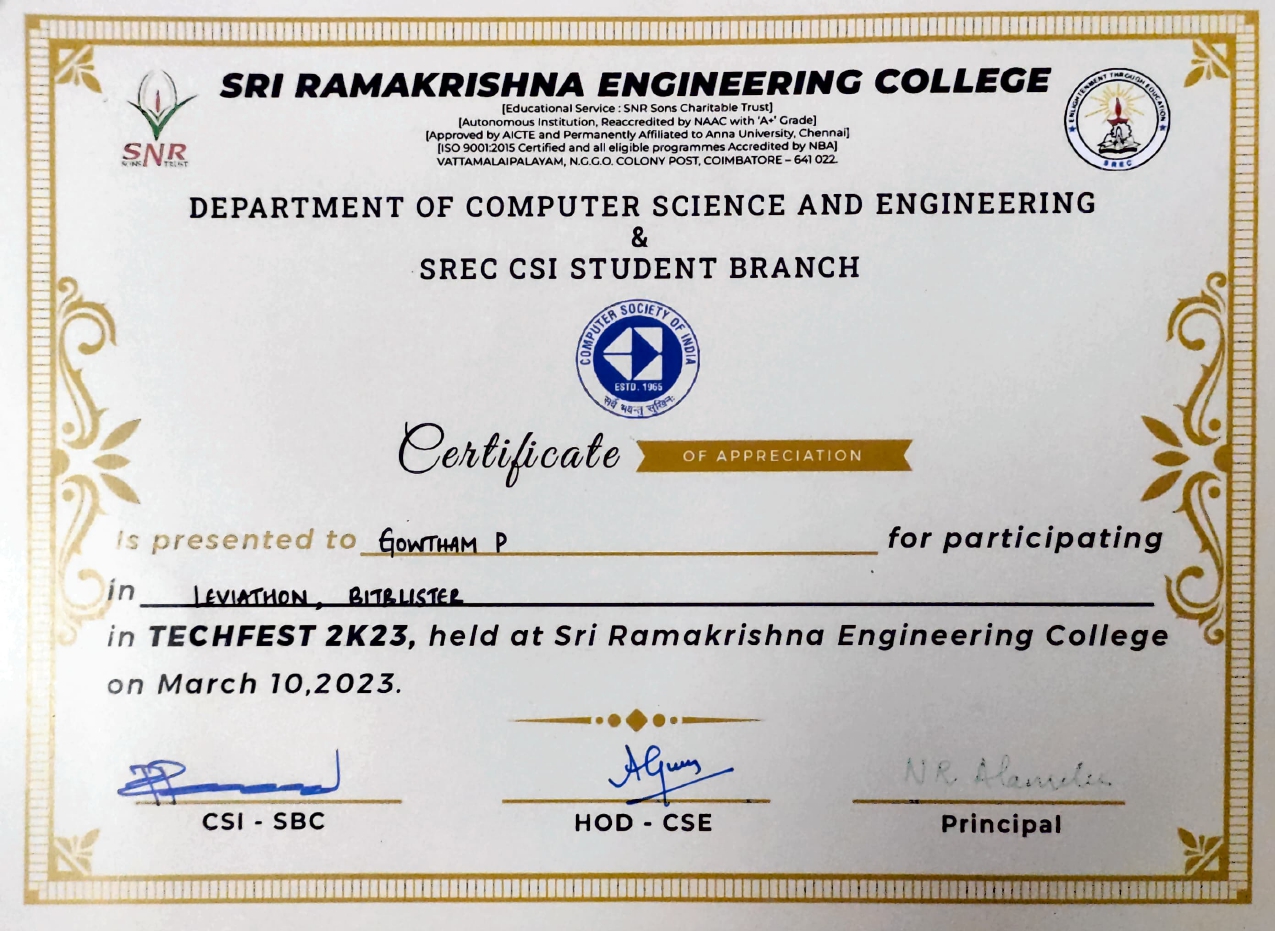 SRI RAMAKRISHNA ENGINEERING COLLEGE
[Educational Service : SNR Sons Charitable Trust]
[Autonomous Institution, Reaccredited by NAAC with ‘A+’ Grade]
[Approved by AICTE and Permanently Affiliated to Anna University, Chennai]
[ISO 9001:2015 Certified and all eligible programmes Accredited by NBA]
VATTAMALAIPALAYAM, N.G.G.O. COLONY POST, COIMBATORE – 641 022.
SNR
SONS TRUST
ENLIGHTENMENT THROUGH EDUCATION
SREC
DEPARTMENT OF COMPUTER SCIENCE AND ENGINEERING
&
SREC CSI STUDENT BRANCH
COMPUTER SOCIETY OF INDIA
ESTD. 1965
सर्वे भवन्तु सुखिनः
Certificate OF APPRECIATION
Is presented to GOWTHAM P for participating
in LEVIATHON, BITBLISTER
in TECHFEST 2K23, held at Sri Ramakrishna Engineering College
on March 10,2023.
NR Alamelu
CSI - SBC HOD - CSE Principal